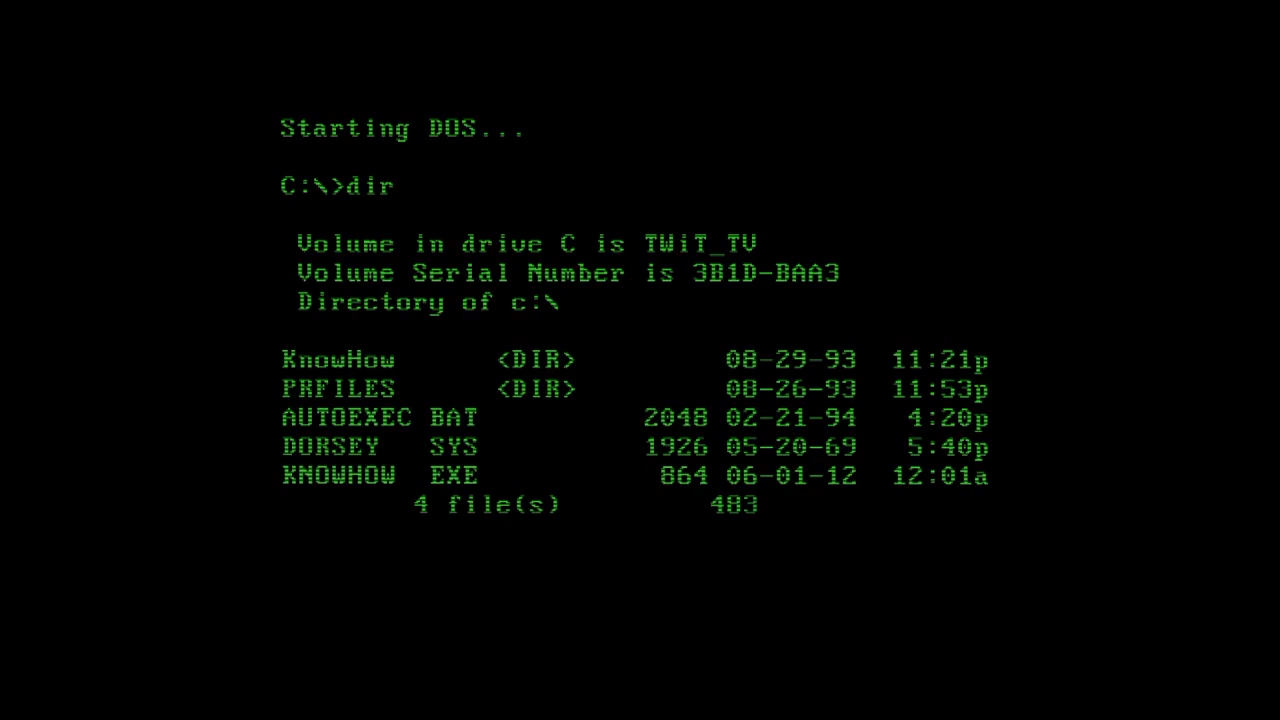 Starting DOS...
C:\>dir
Volume in drive C is TWiT_TV
Volume Serial Number is 3B1D-BAA3
Directory of c:\
KnowHow <DIR> 08-29-93 11:21p
PRFILES <DIR> 08-26-93 11:53p
AUTOEXEC BAT 2048 02-21-94 4:20p
DORSEY SYS 1926 05-20-69 5:40p
KNOWHOW EXE 864 06-01-12 12:01a
4 file(s) 483